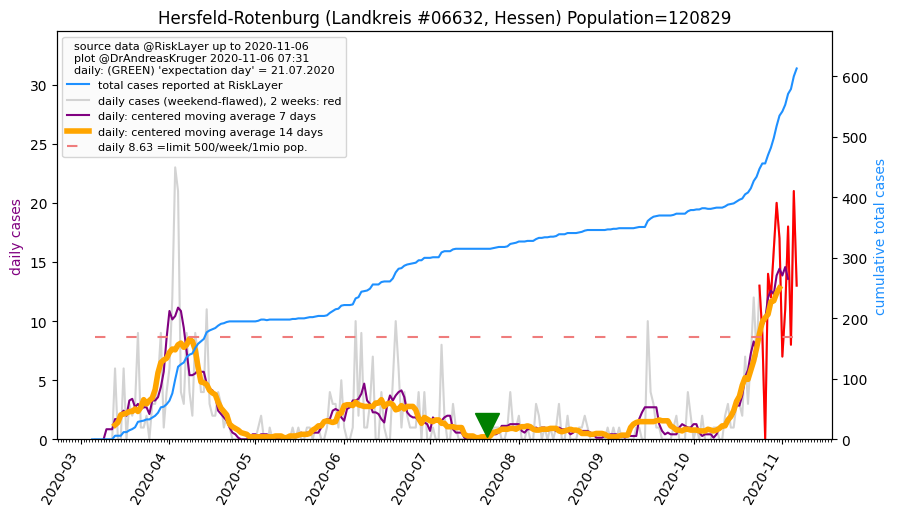 Hersfeld-Rotenburg (Landkreis #06632, Hessen) Population=120829
source data @RiskLayer up to 2020-11-06
plot @DrAndreasKruger 2020-11-06 07:31
daily: (GREEN) 'expectation day' = 21.07.2020
total cases reported at RiskLayer
daily cases (weekend-flawed), 2 weeks: red
daily: centered moving average 7 days
daily: centered moving average 14 days
daily 8.63 =limit 500/week/1mio pop.
daily cases
30
25
20
15
10
5
0
cumulative total cases
600
500
400
300
200
100
0
2020-03
2020-04
2020-05
2020-06
2020-07
2020-08
2020-09
2020-10
2020-11